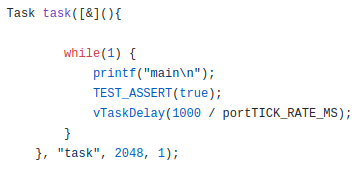 Task task([&](){
while(1) {
printf("main\n");
TEST_ASSERT(true);
vTaskDelay(1000 / portTICK_RATE_MS);
}
}, "task", 2048, 1);